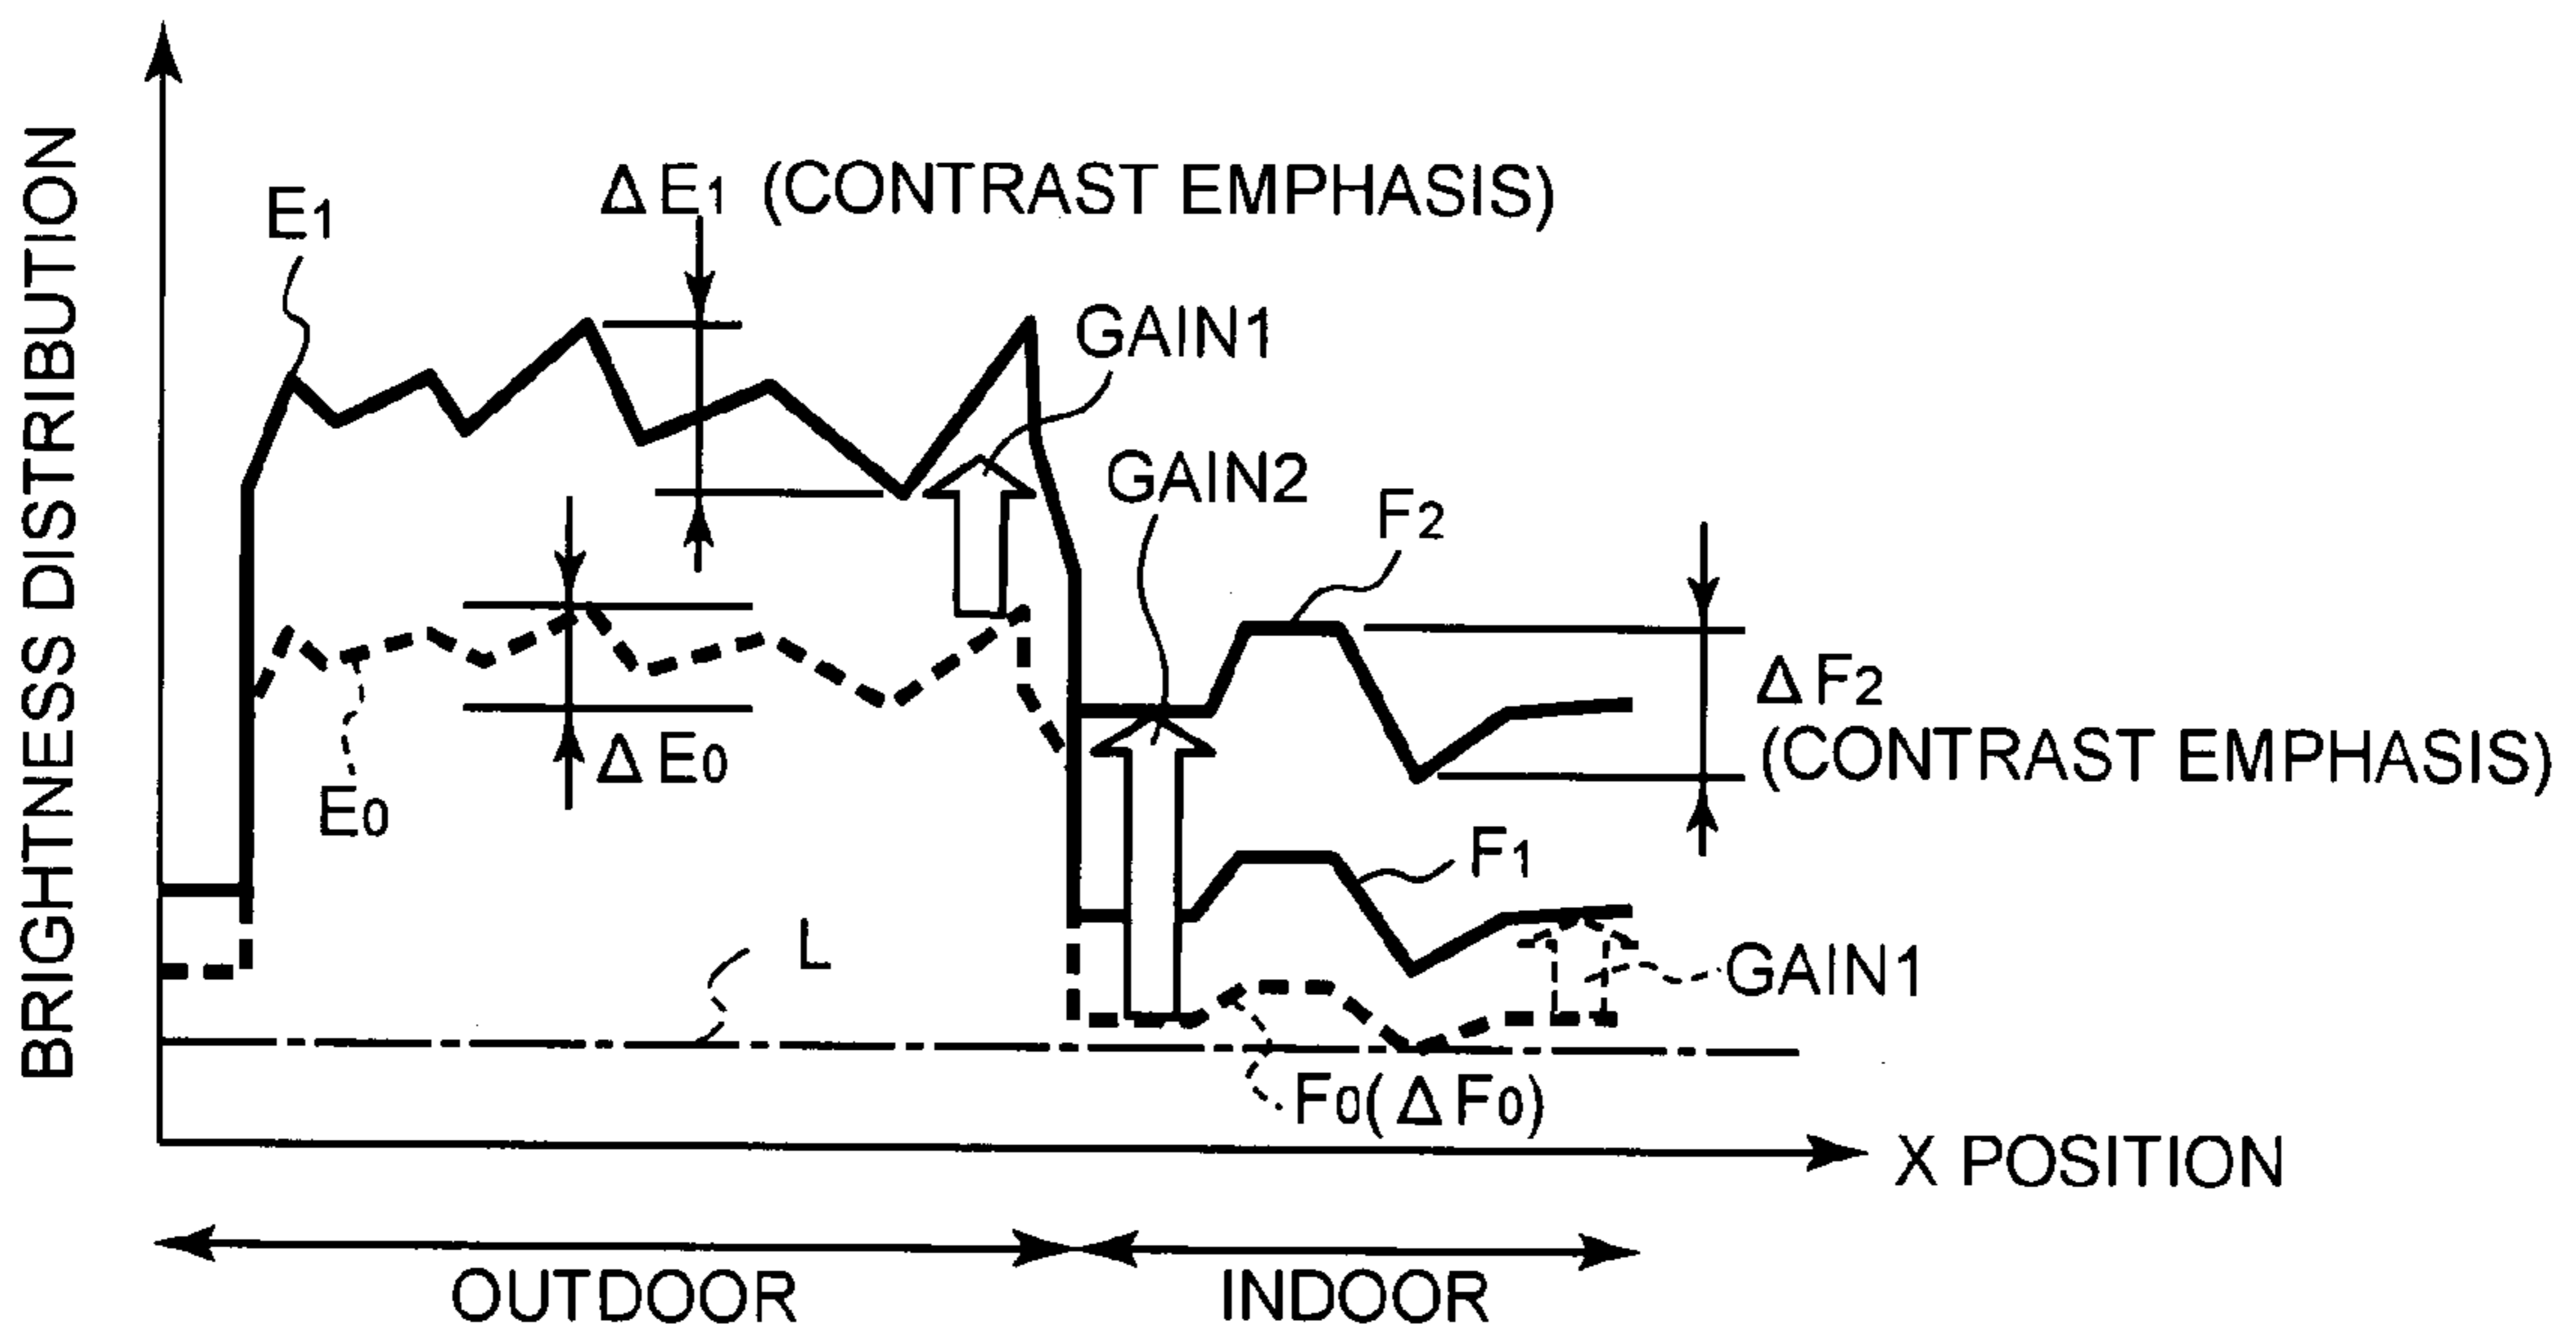 BRIGHTNESS DISTRIBUTION
E1
ΔE1 (CONTRAST EMPHASIS)
GAIN1
GAIN2
F2
ΔE0
E0
ΔF2
(CONTRAST EMPHASIS)
F1
L
GAIN1
F0(ΔF0)
X POSITION
OUTDOOR
INDOOR